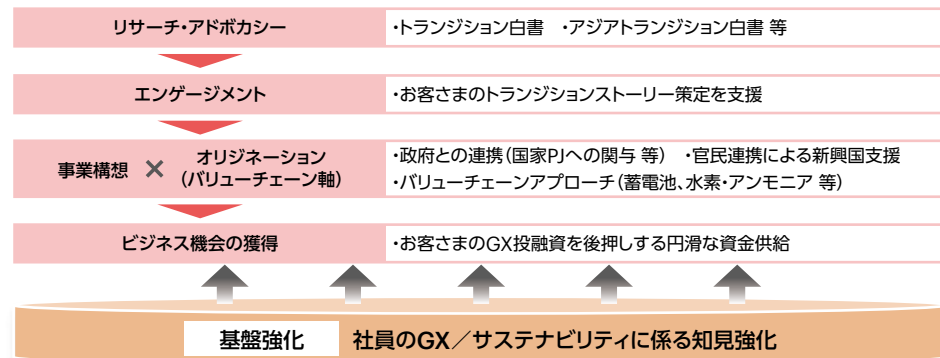 リサーチ・アドボカシー ・トランジション白書 ・アジアトランジション白書 等
エンゲージメント ・お客さまのトランジションストーリー策定を支援
事業構想 × オリジネーション
(バリューチェーン軸)
・政府との連携(国家PJへの関与 等) ・官民連携による新興国支援
・バリューチェーンアプローチ(蓄電池、水素・アンモニア 等)
ビジネス機会の獲得 ・お客さまのGX投融資を後押しする円滑な資金供給
基盤強化 社員のGX／サステナビリティに係る知見強化